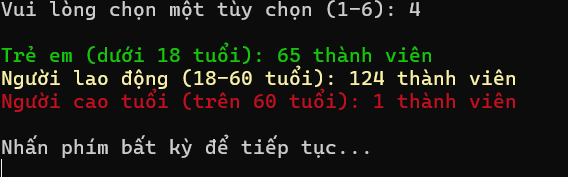 Vui lòng chọn một tùy chọn (1-6): 4
Trẻ em (dưới 18 tuổi): 65 thành viên
Người lao động (18-60 tuổi): 124 thành viên
Người cao tuổi (trên 60 tuổi): 1 thành viên
Nhấn phím bất kỳ để tiếp tục...